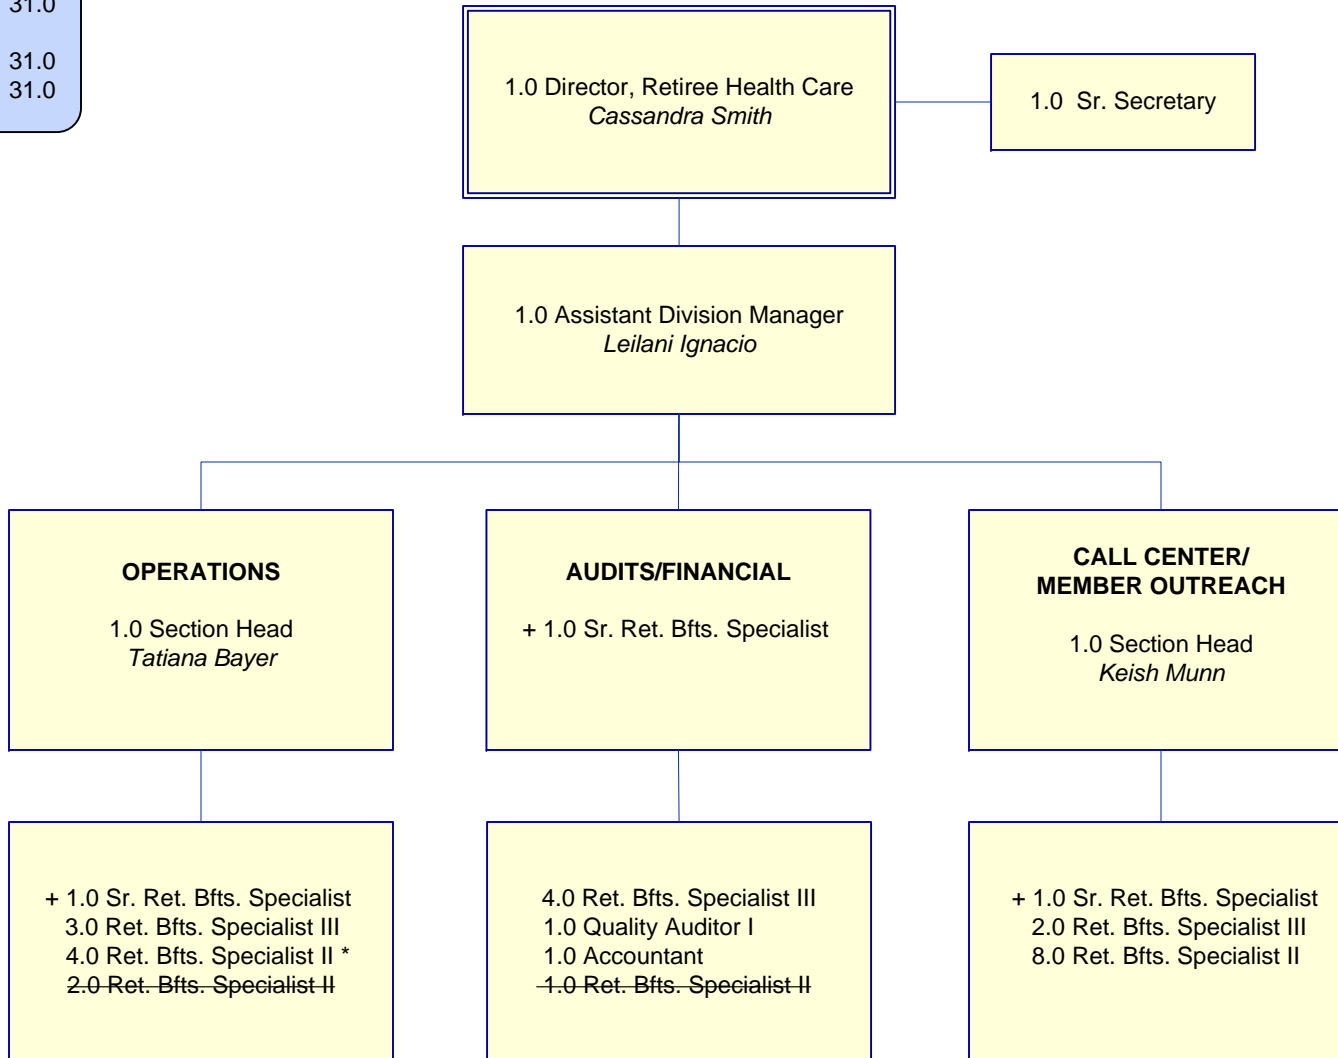 31.0
31.0
31.0
1.0 Director, Retiree Health Care
Cassandra Smith
1.0 Sr. Secretary
1.0 Assistant Division Manager
Leilani Ignacio
OPERATIONS
1.0 Section Head
Tatiana Bayer
AUDITS/FINANCIAL
+ 1.0 Sr. Ret. Bfts. Specialist
CALL CENTER/
MEMBER OUTREACH
1.0 Section Head
Keish Munn
+ 1.0 Sr. Ret. Bfts. Specialist
3.0 Ret. Bfts. Specialist III
4.0 Ret. Bfts. Specialist II *
2.0 Ret. Bfts. Specialist II
4.0 Ret. Bfts. Specialist III
1.0 Quality Auditor I
1.0 Accountant
1.0 Ret. Bfts. Specialist II
+ 1.0 Sr. Ret. Bfts. Specialist
2.0 Ret. Bfts. Specialist III
8.0 Ret. Bfts. Specialist II